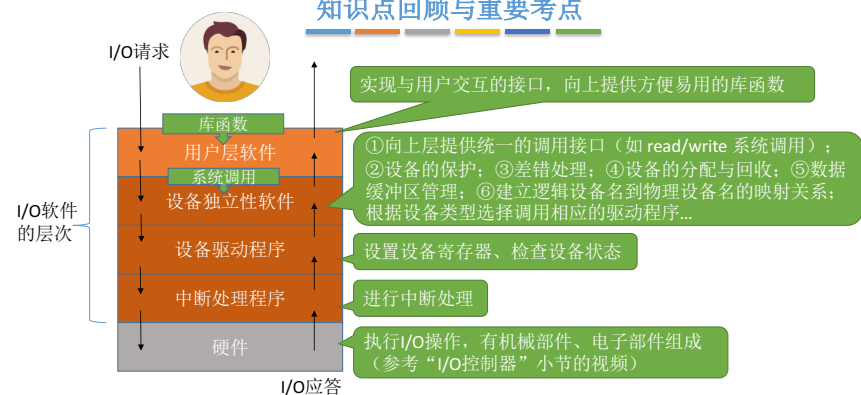 知识点回顾与重要考点
I/O请求
实现与用户交互的接口，向上提供方便易用的库函数
库函数
用户层软件
系统调用
①向上层提供统一的调用接口（如 read/write 系统调用）；
②设备的保护；③差错处理；④设备的分配与回收；⑤数据
缓冲区管理；⑥建立逻辑设备名到物理设备名的映射关系；
根据设备类型选择调用相应的驱动程序...
设备独立性软件
I/O软件
的层次
设备驱动程序
设置设备寄存器、检查设备状态
中断处理程序
进行中断处理
硬件
执行I/O操作，有机械部件、电子部件组成
（参考“I/O控制器”小节的视频）
I/O应答